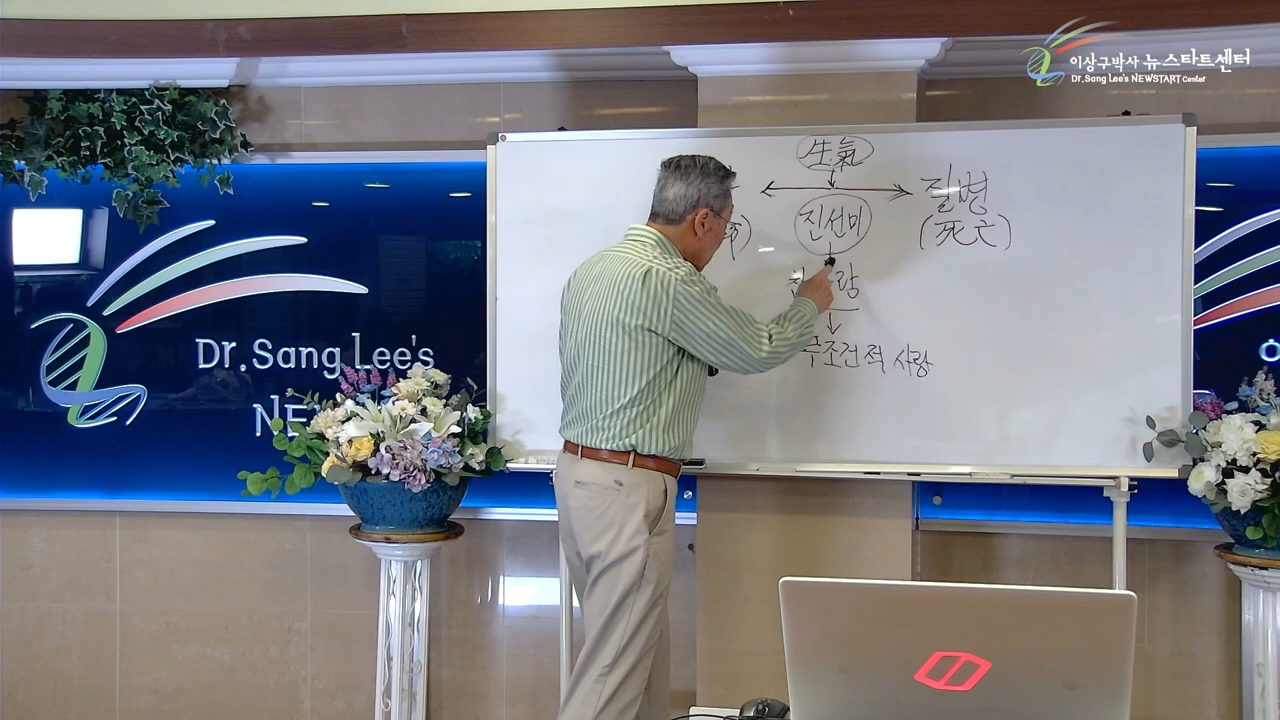 이상구박사 뉴스타트센터
Dr.Sang Lee's NEWSTART Center
生氣
질병
진선미
(死亡)
조건적 사랑
Dr.Sang Lee's